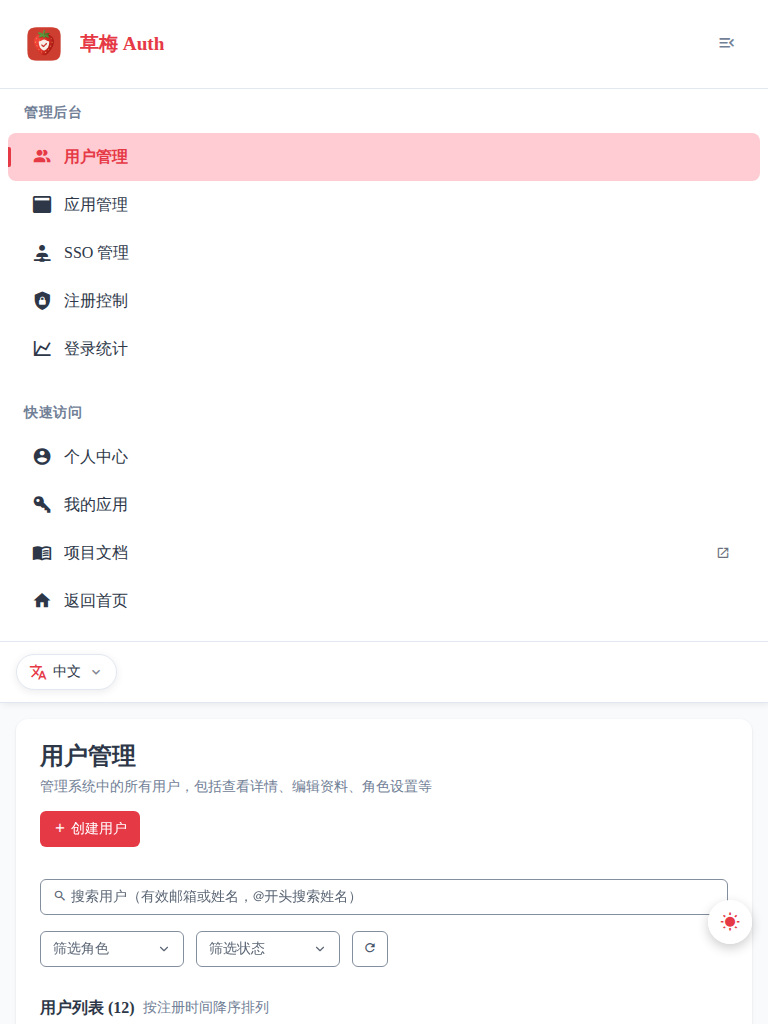 草梅 Auth
管理后台
用户管理
应用管理
SSO 管理
注册控制
登录统计
快速访问
个人中心
我的应用
项目文档
返回首页
中文
用户管理
管理系统中的所有用户，包括查看详情、编辑资料、角色设置等
+ 创建用户
搜索用户（有效邮箱或姓名，@开头搜索姓名）
筛选角色
筛选状态
用户列表 (12) 按注册时间降序排列